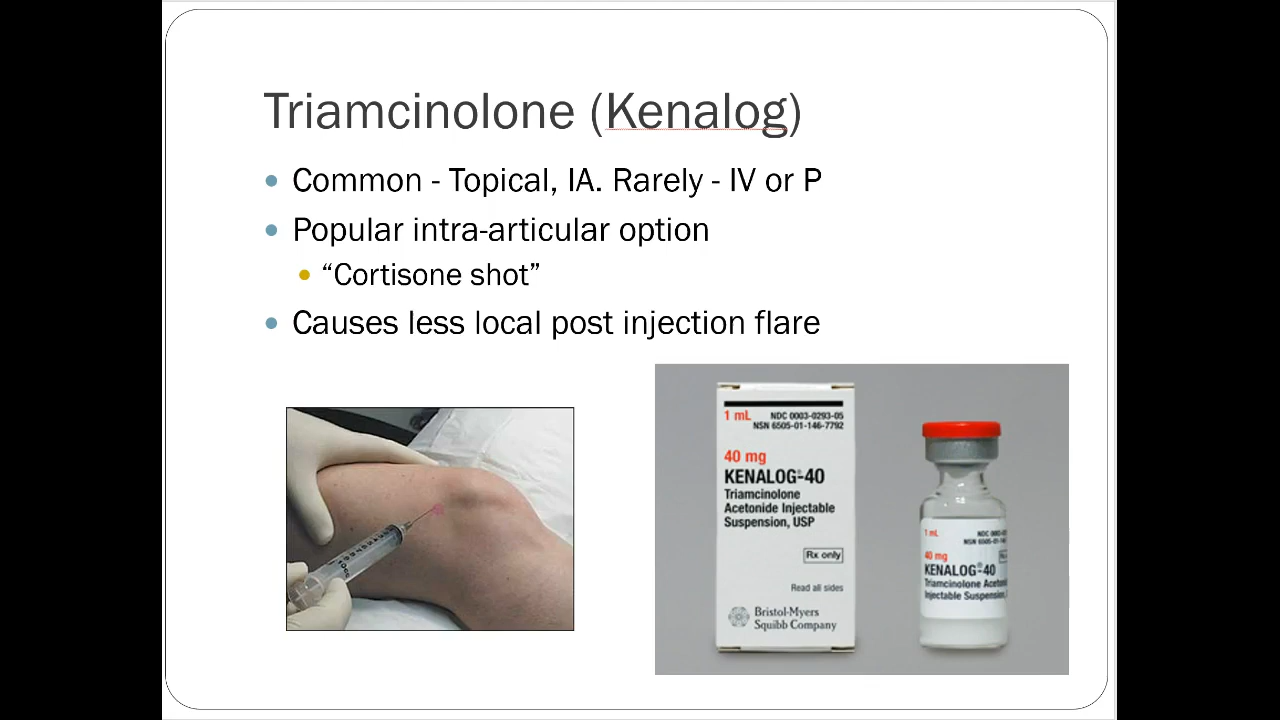 Triamcinolone (Kenalog)
Common - Topical, IA. Rarely - IV or P
Popular intra-articular option
“Cortisone shot”
Causes less local post injection flare
1 mL NDC 0003-0293-05
NSN 6505-01-146-7792
40 mg
KENALOG®-40
Triamcinolone
Acetonide Injectable
Suspension, USP
Rx only
Read all sides
Bristol-Myers
Squibb Company
1 mL
40 mg
KENALOG®-40
Triamcinolone
Injectable